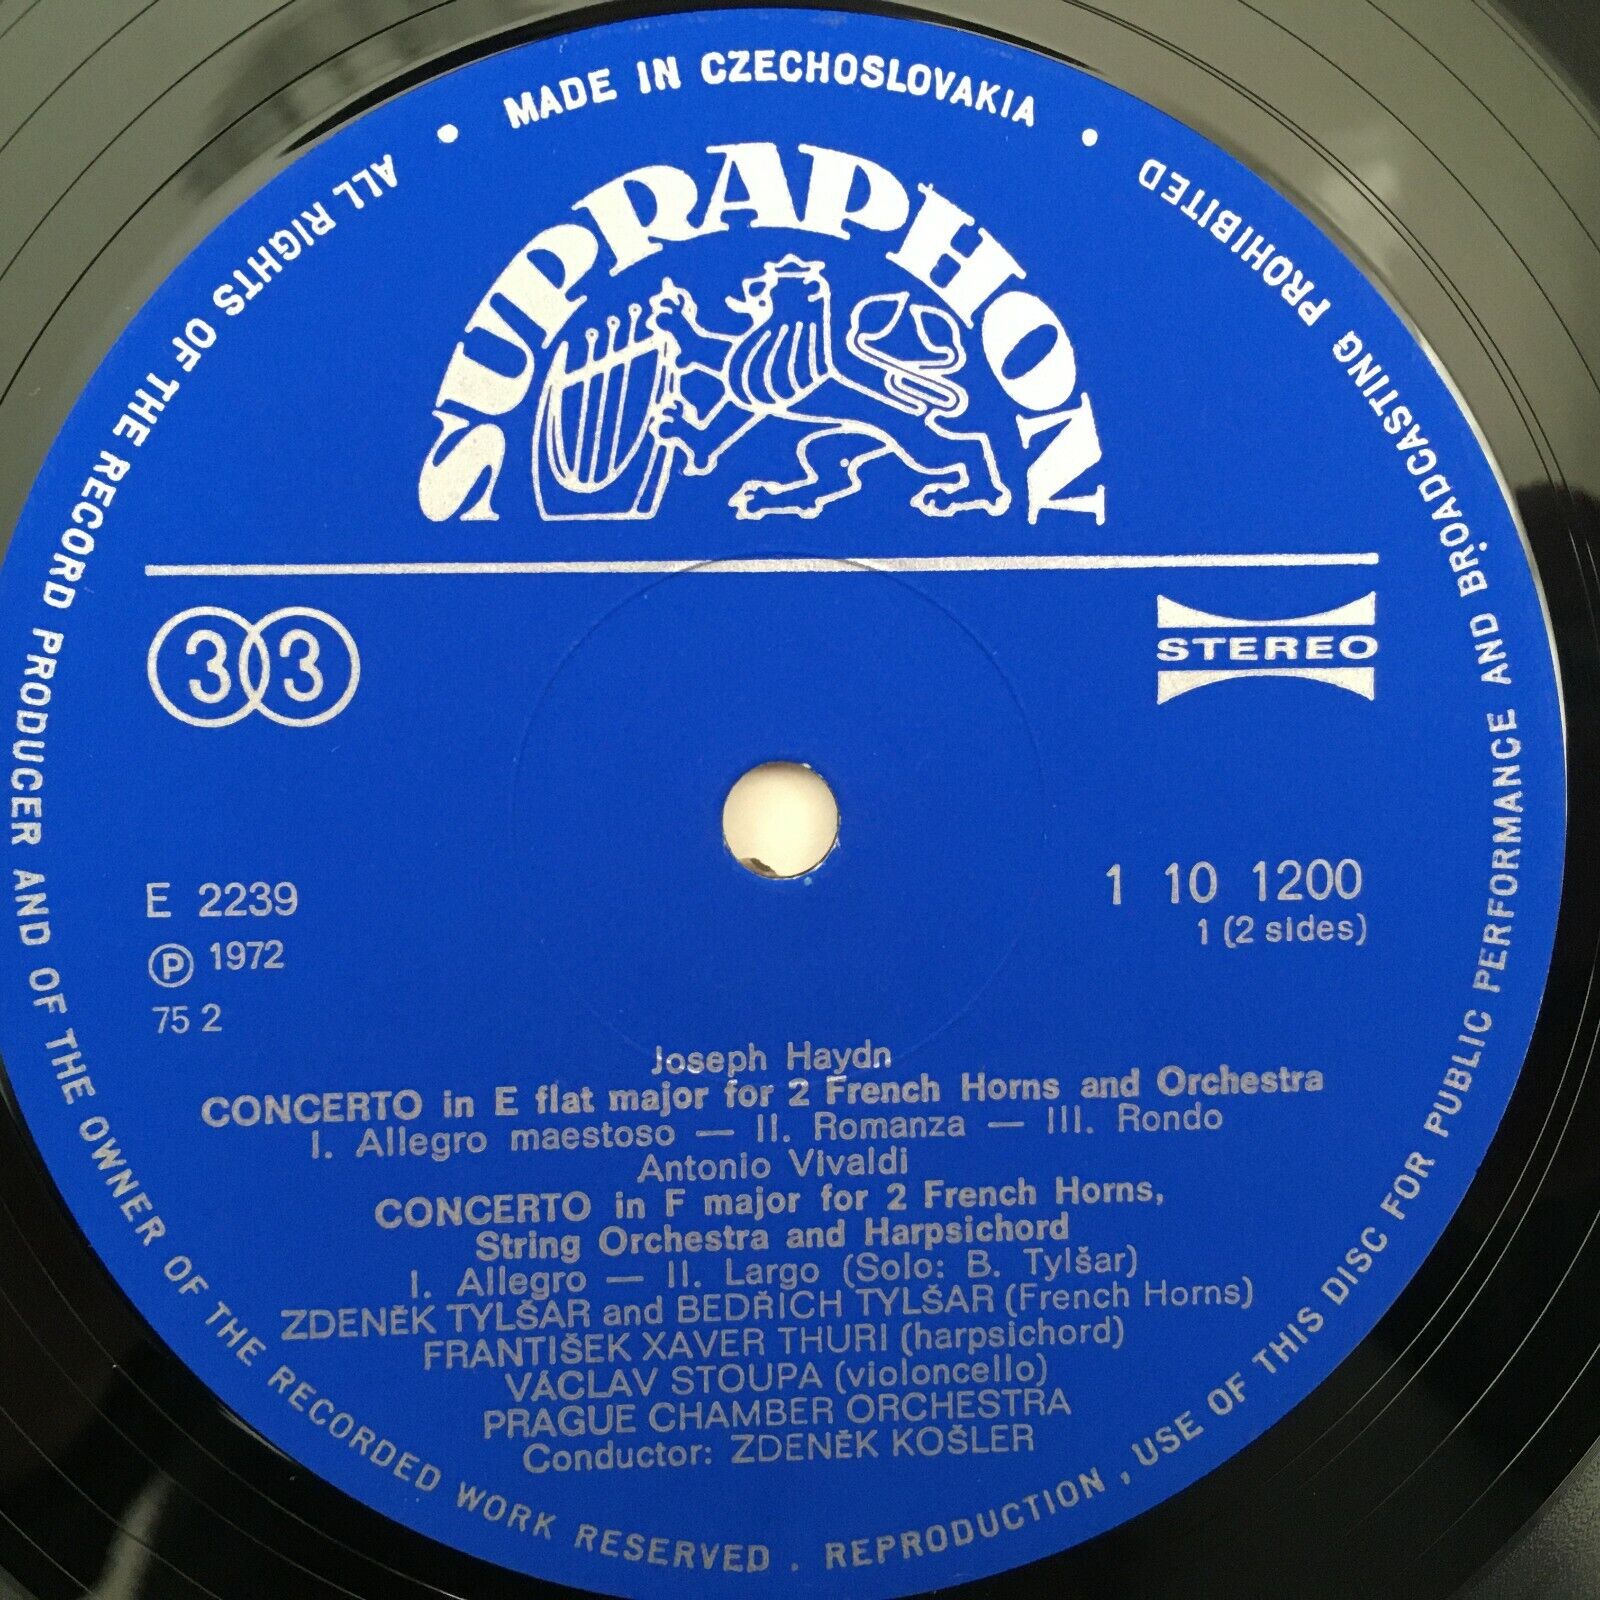 MADE IN CZECHOSLOVAKIA •
ALL RIGHTS OF THE RECORD PRODUCER AND OF THE OWNER OF THE RECORDED WORK RESERVED . REPRODUCTION , USE OF THIS DISC FOR PUBLIC PERFORMANCE AND BROADCASTING PROHIBITED •
SUPRAPHON
33
STEREO
E 2239
Ⓟ 1972
75 2
1 10 1200
1 (2 sides)
Joseph Haydn
CONCERTO in E flat major for 2 French Horns and Orchestra
I. Allegro maestoso — II. Romanza — III. Rondo
Antonio Vivaldi
CONCERTO in F major for 2 French Horns,
String Orchestra and Harpsichord
I. Allegro — II. Largo (Solo: B. Tylšar)
ZDENĚK TYLŠAR and BEDŘICH TYLŠAR (French Horns)
FRANTIŠEK XAVER THURI (harpsichord)
VÁCLAV STOUPA (violoncello)
PRAGUE CHAMBER ORCHESTRA
Conductor: ZDENĚK KOŠLER